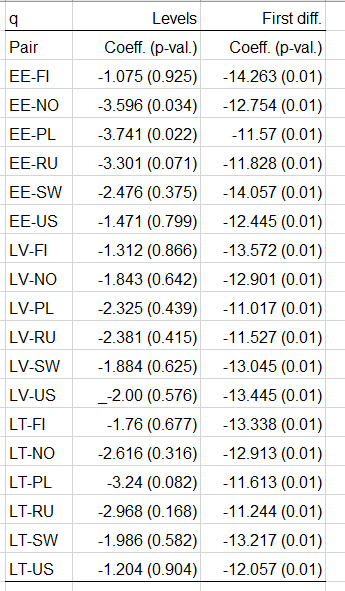 q Levels First diff.
Pair Coeff. (p-val.) Coeff. (p-val.)
EE-FI -1.075 (0.925) -14.263 (0.01)
EE-NO -3.596 (0.034) -12.754 (0.01)
EE-PL -3.741 (0.022) -11.57 (0.01)
EE-RU -3.301 (0.071) -11.828 (0.01)
EE-SW -2.476 (0.375) -14.057 (0.01)
EE-US -1.471 (0.799) -12.445 (0.01)
LV-FI -1.312 (0.866) -13.572 (0.01)
LV-NO -1.843 (0.642) -12.901 (0.01)
LV-PL -2.325 (0.439) -11.017 (0.01)
LV-RU -2.381 (0.415) -11.527 (0.01)
LV-SW -1.884 (0.625) -13.045 (0.01)
LV-US _-2.00 (0.576) -13.445 (0.01)
LT-FI -1.76 (0.677) -13.338 (0.01)
LT-NO -2.616 (0.316) -12.913 (0.01)
LT-PL -3.24 (0.082) -11.613 (0.01)
LT-RU -2.968 (0.168) -11.244 (0.01)
LT-SW -1.986 (0.582) -13.217 (0.01)
LT-US -1.204 (0.904) -12.057 (0.01)